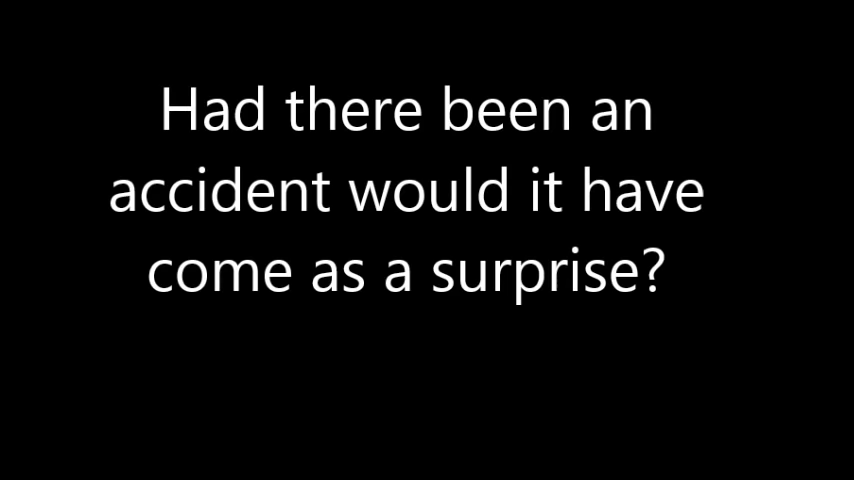 Had there been an
accident would it have
come as a surprise?